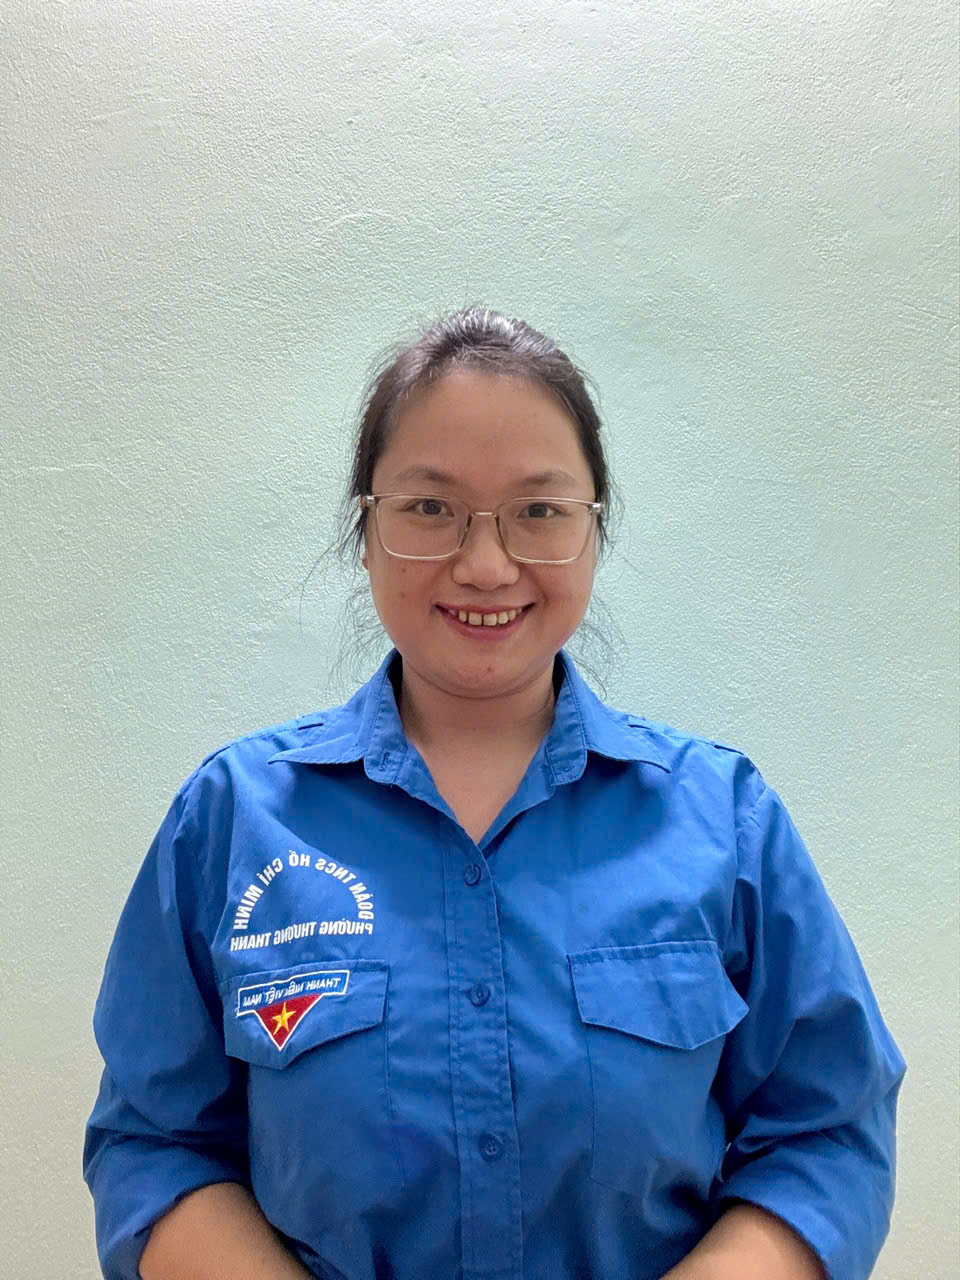 ĐOÀN TNCS HỒ CHÍ MINH
PHƯỜNG THƯỢNG THANH
THANH NIÊN VIỆT NAM